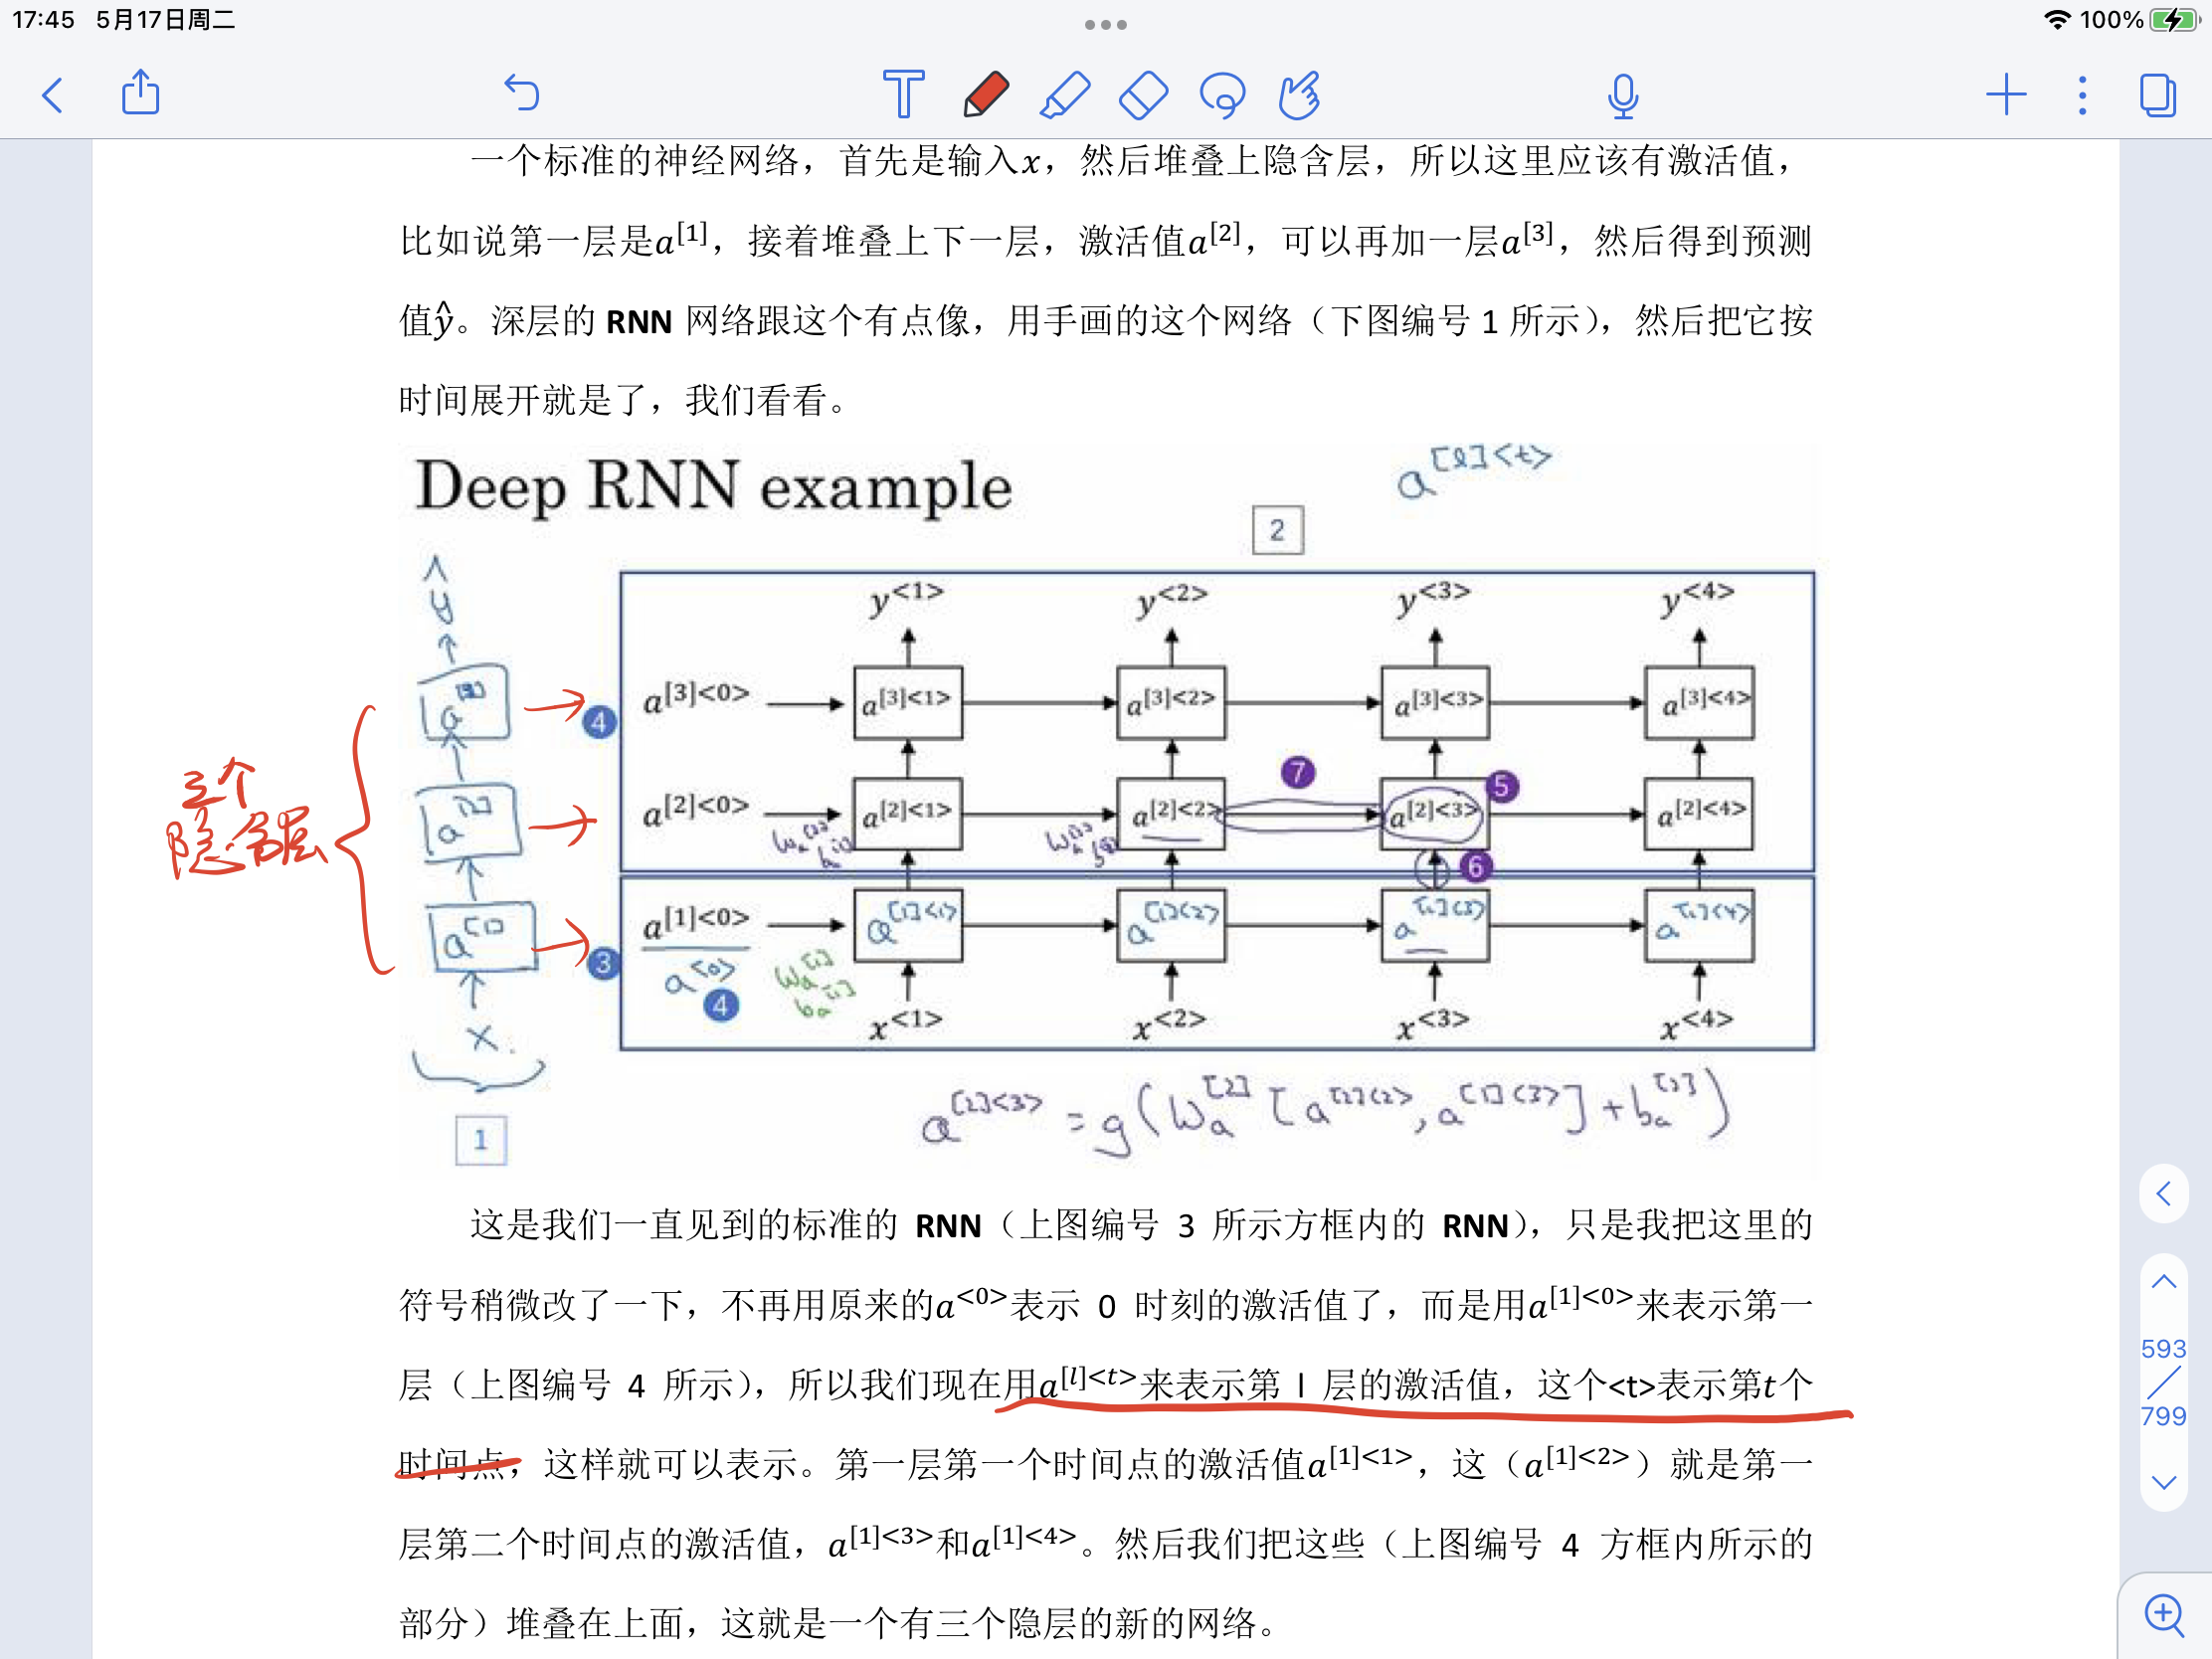 17:45 5月17日周二
100%
一个标准的神经网络，首先是输入x，然后堆叠上隐含层，所以这里应该有激活值，
比如说第一层是a^[1]，接着堆叠上下一层，激活值a^[2]，可以再加一层a^[3]，然后得到预测
值ŷ。深层的 RNN 网络跟这个有点像，用手画的这个网络（下图编号 1 所示），然后把它按
时间展开就是了，我们看看。
Deep RNN example
a^[l]<t>
2
ŷ
y^<1> y^<2> y^<3> y^<4>
a^[3] 4 a^[3]<0> a^[3]<1> a^[3]<2> a^[3]<3> a^[3]<4>
三个
隐含层
7 5
a^[2] a^[2]<0> a^[2]<1> a^[2]<2> a^[2]<3> a^[2]<4>
6
a^[1] a^[1]<0> a^[1]<1> a^[1]<2> a^[1]<3> a^[1]<4>
3 a^[0] W_a^[1]
4 b_a^[1]
x x^<1> x^<2> x^<3> x^<4>
a^[2]<3> = g(W_a^[2] [a^[2]<2>, a^[1]<3>] + b_a^[2])
1
这是我们一直见到的标准的 RNN（上图编号 3 所示方框内的 RNN），只是我把这里的
符号稍微改了一下，不再用原来的a^<0>表示 0 时刻的激活值了，而是用a^[1]<0>来表示第一
层（上图编号 4 所示），所以我们现在用a^[l]<t>来表示第 l 层的激活值，这个<t>表示第t个
时间点，这样就可以表示。第一层第一个时间点的激活值a^[1]<1>，这（a^[1]<2>）就是第一
层第二个时间点的激活值，a^[1]<3>和a^[1]<4>。然后我们把这些（上图编号 4 方框内所示的
部分）堆叠在上面，这就是一个有三个隐层的新的网络。
593
799